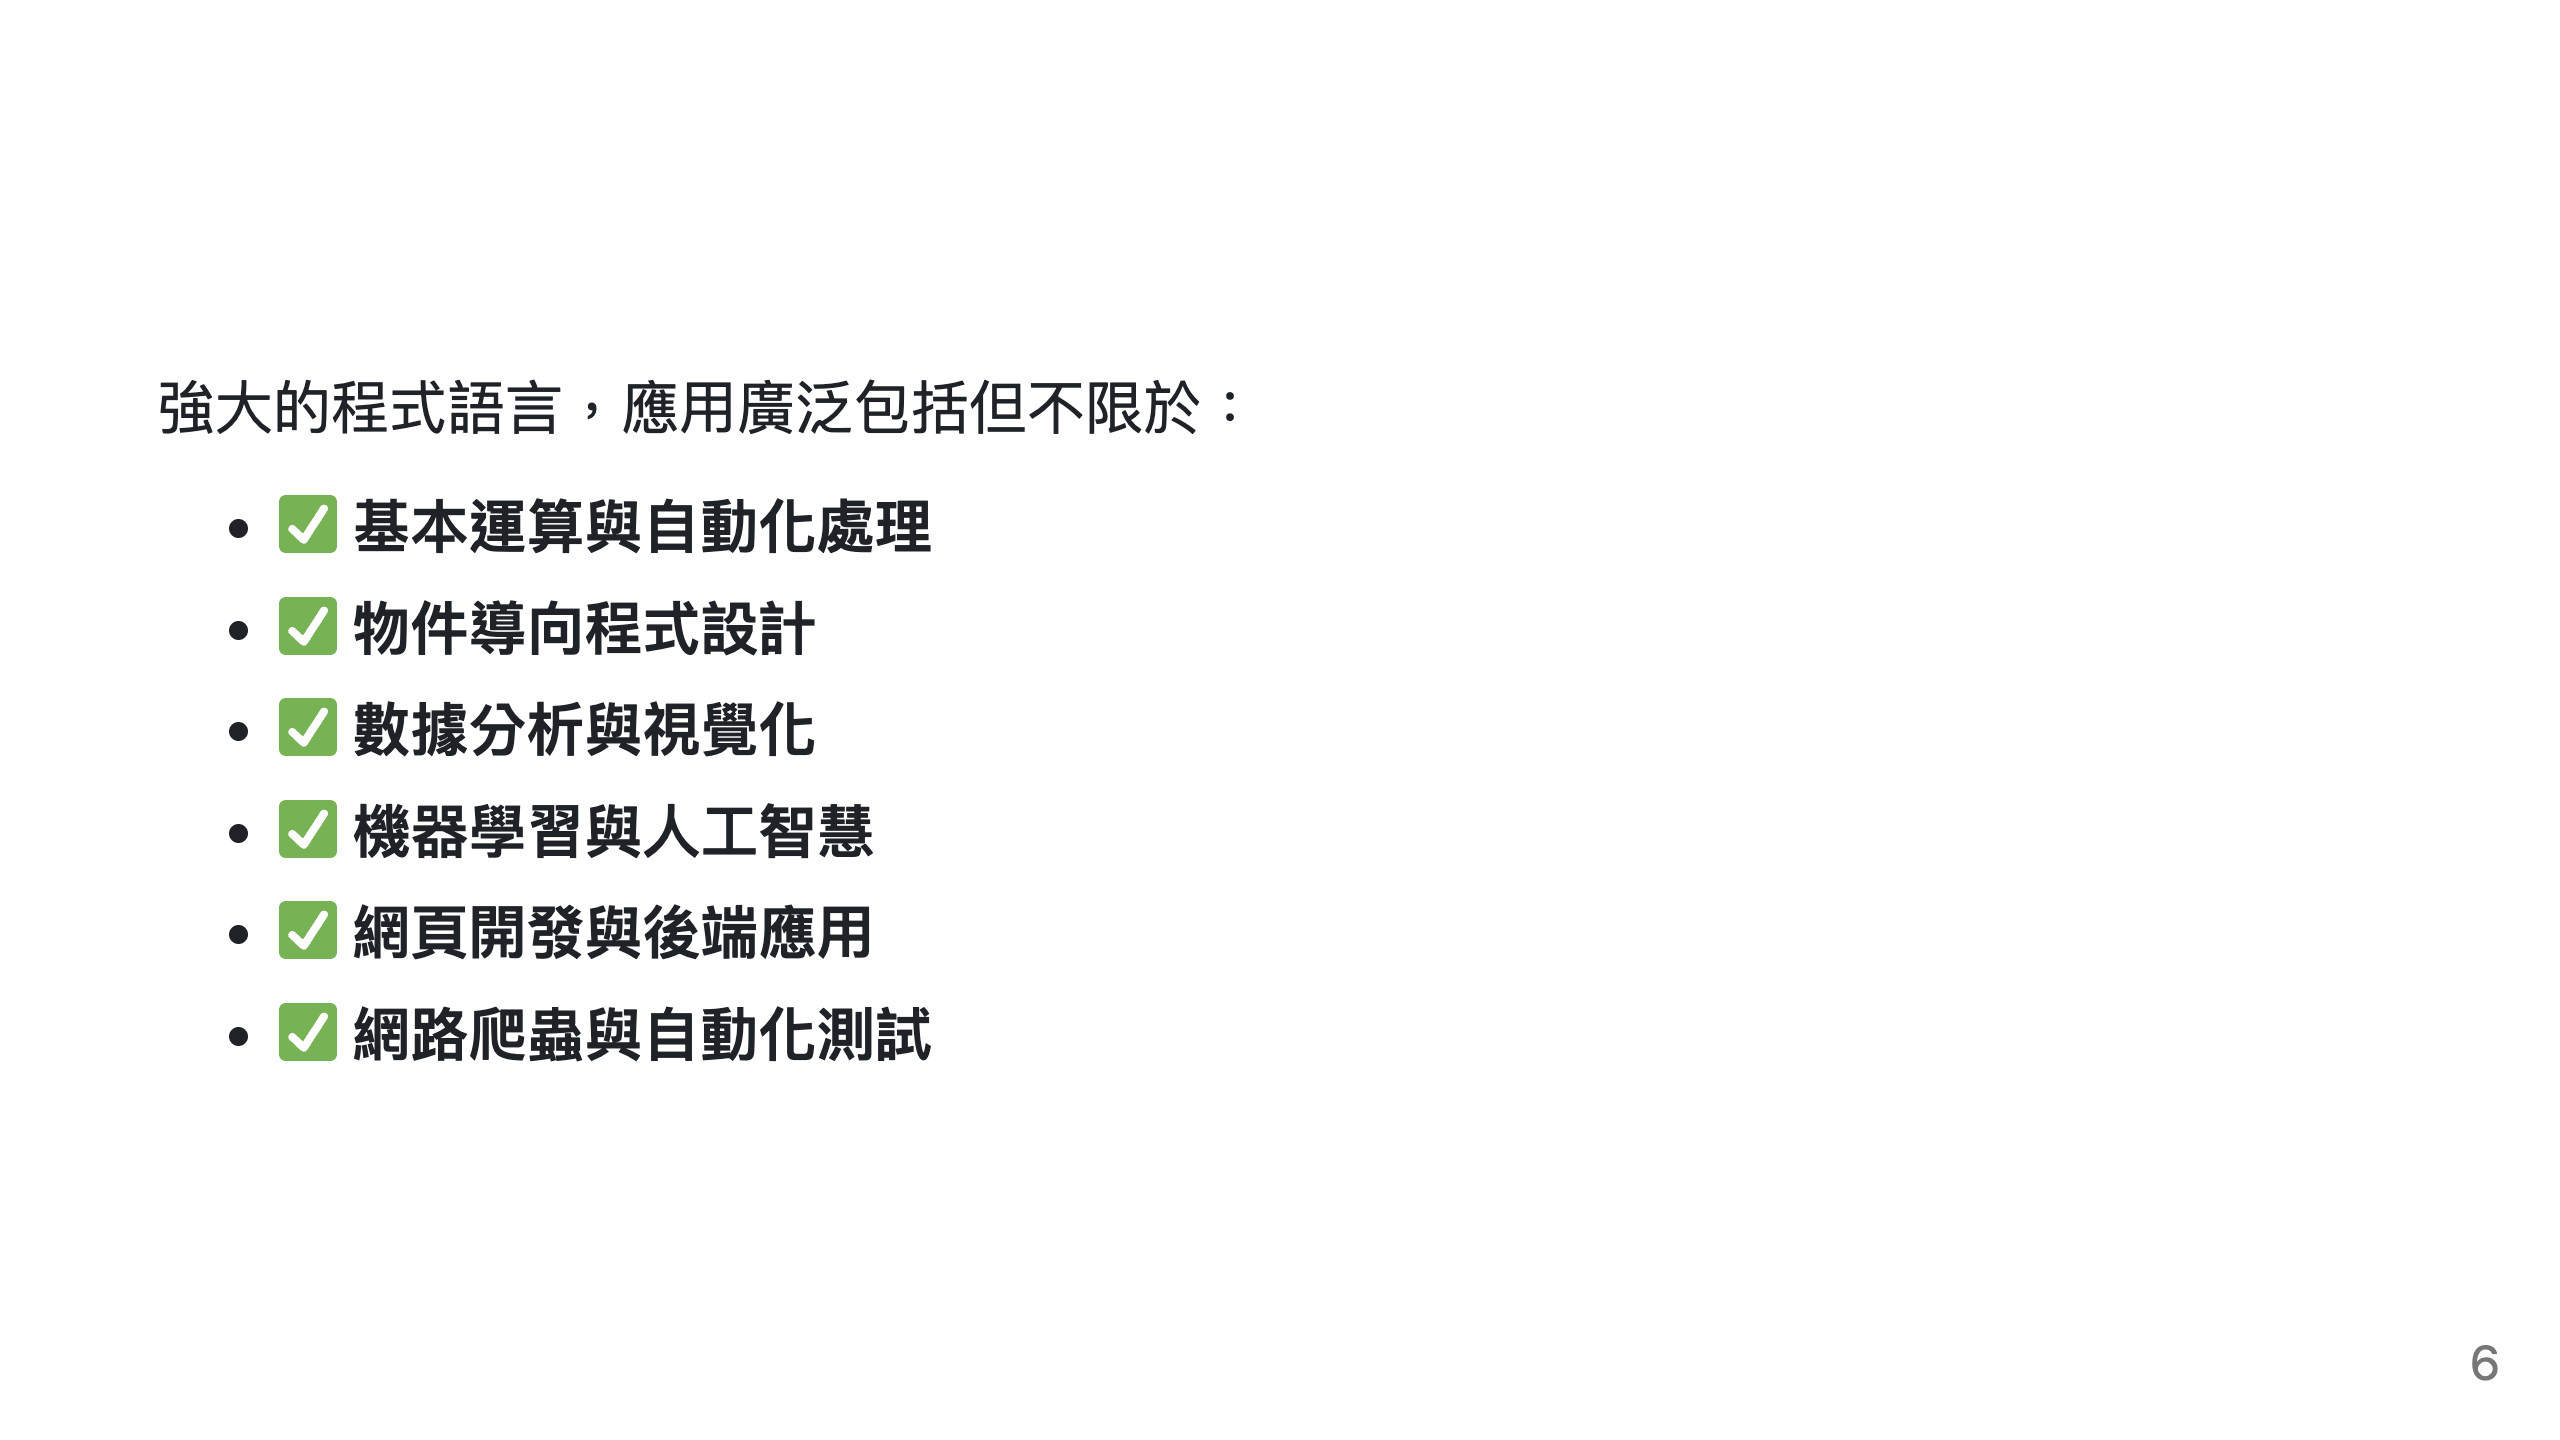 強大的程式語言，應用廣泛包括但不限於：
• ✅ 基本運算與自動化處理
• ✅ 物件導向程式設計
• ✅ 數據分析與視覺化
• ✅ 機器學習與人工智慧
• ✅ 網頁開發與後端應用
• ✅ 網路爬蟲與自動化測試
6